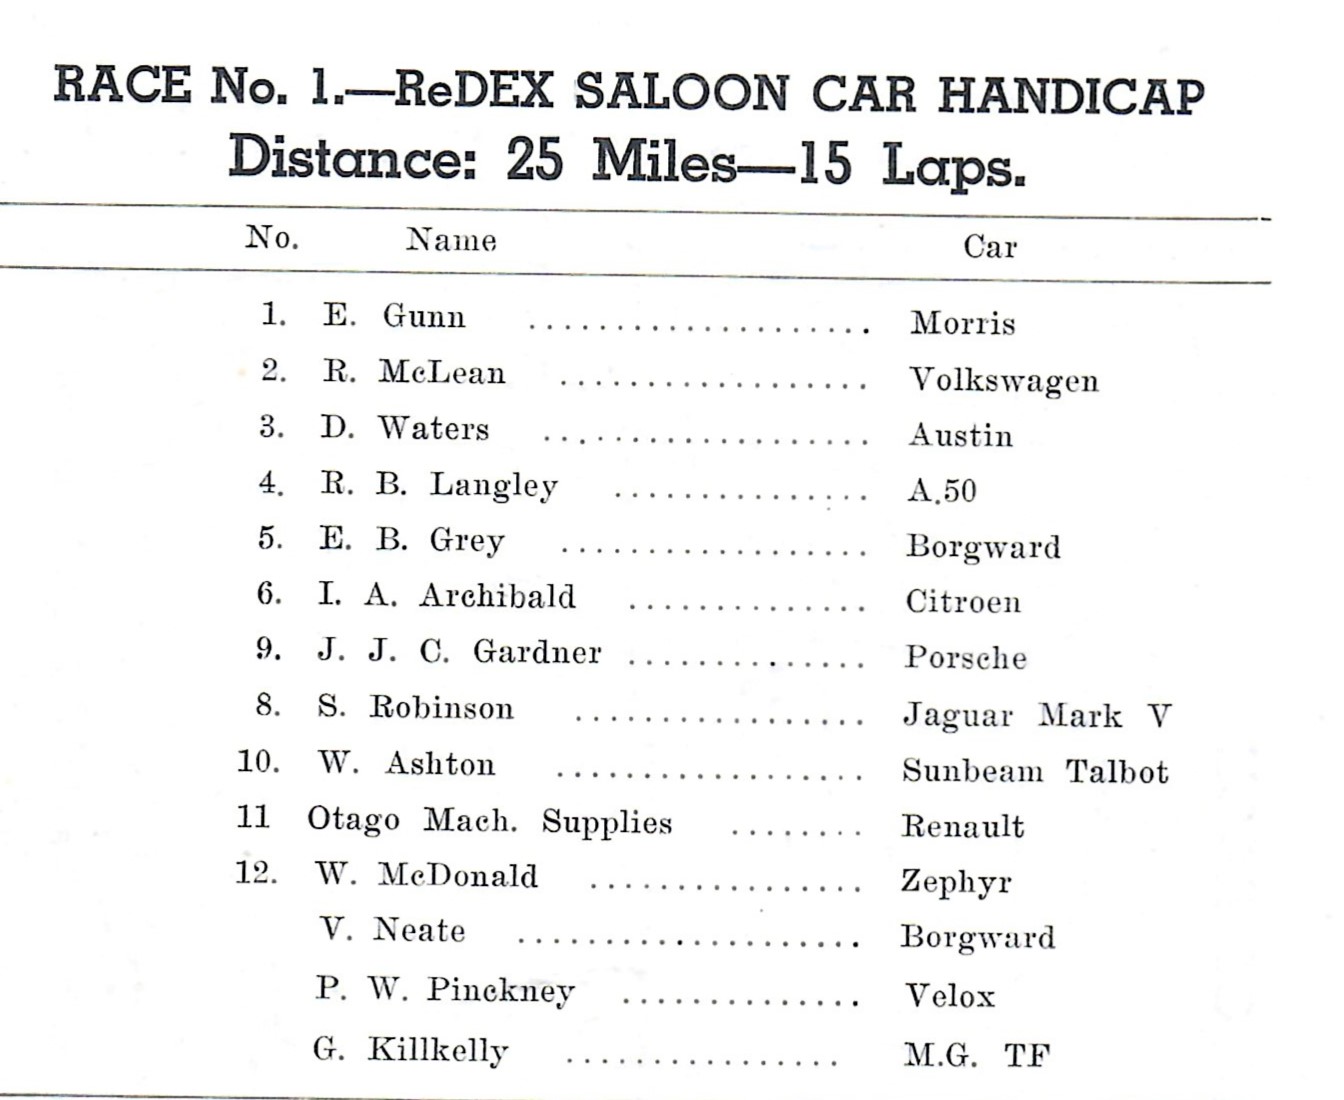 RACE No. 1.—ReDEX SALOON CAR HANDICAP
Distance: 25 Miles—15 Laps.
No. Name Car
1. E. Gunn .................... Morris
2. R. McLean .................. Volkswagen
3. D. Waters ................... Austin
4. R. B. Langley ............... A.50
5. E. B. Grey .................. Borgward
6. I. A. Archibald .............. Citroen
9. J. J. C. Gardner .............. Porsche
8. S. Robinson ................. Jaguar Mark V
10. W. Ashton .................. Sunbeam Talbot
11 Otago Mach. Supplies ........ Renault
12. W. McDonald ................ Zephyr
V. Neate .................... Borgward
P. W. Pinckney .............. Velox
G. Killkelly ................ M.G. TF